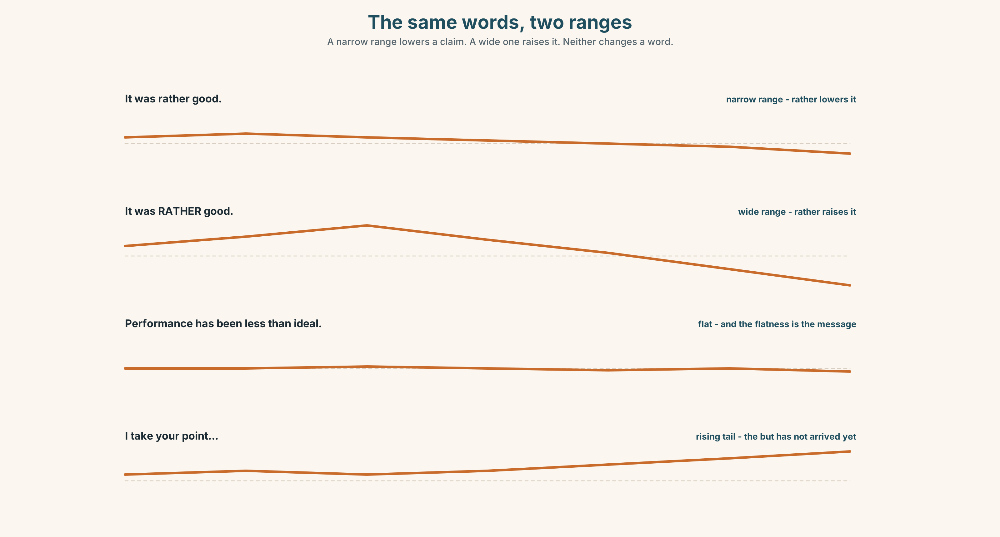 The same words, two ranges
A narrow range lowers a claim. A wide one raises it. Neither changes a word.
It was rather good.
narrow range - rather lowers it
It was RATHER good.
wide range - rather raises it
Performance has been less than ideal.
flat - and the flatness is the message
I take your point...
rising tail - the but has not arrived yet